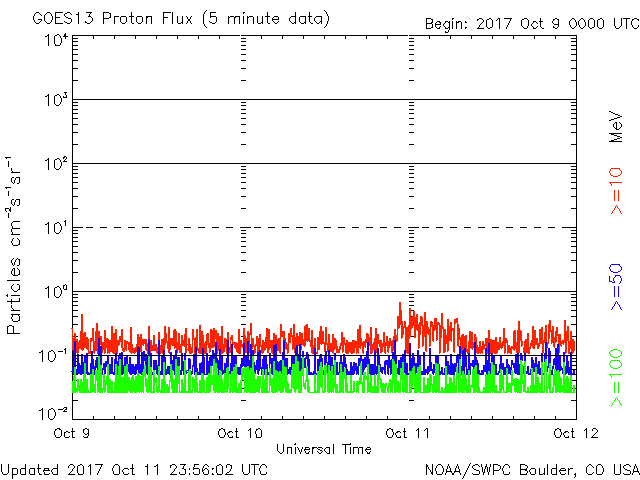 GOES13 Proton Flux (5 minute data)
Begin: 2017 Oct 9 0000 UTC
Particles cm⁻²s⁻¹sr⁻¹
10⁴
10³
10²
10¹
10⁰
10⁻¹
10⁻²
Oct 9
Oct 10
Oct 11
Oct 12
Universal Time
MeV
>=10
>=50
>=100
Updated 2017 Oct 11 23:56:02 UTC
NOAA/SWPC Boulder, CO USA